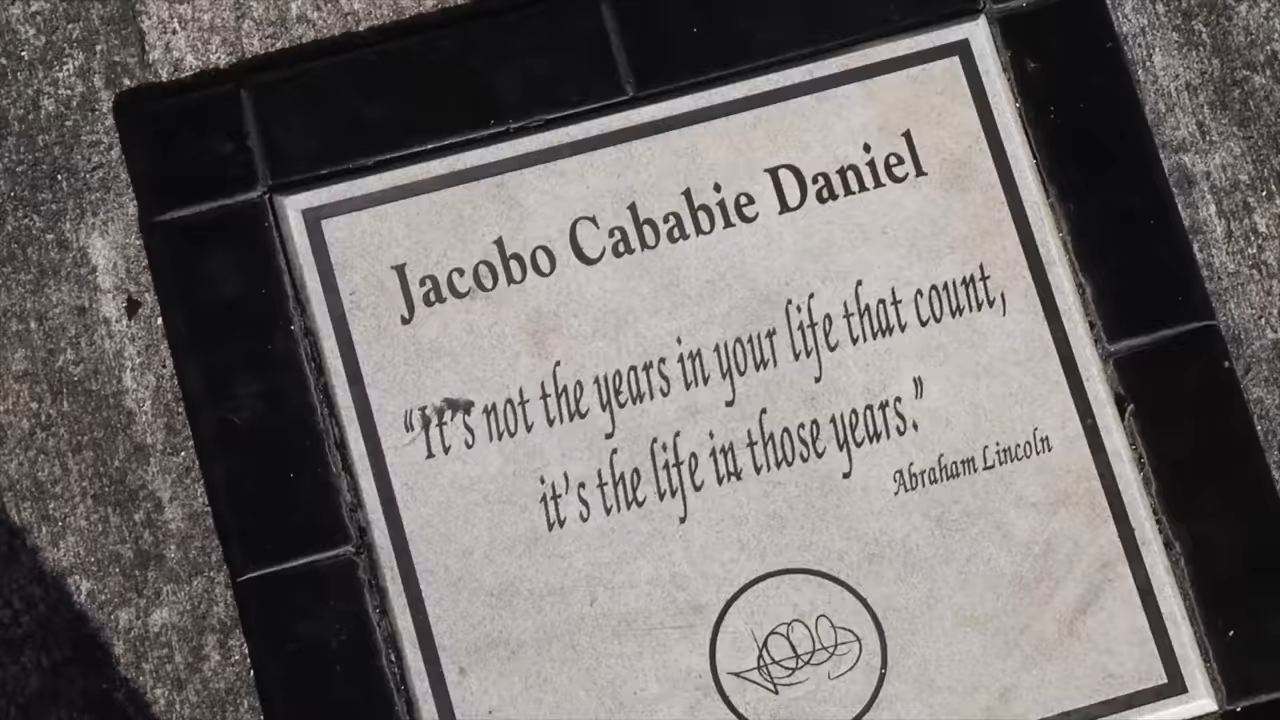 Jacobo Cababie Daniel
“It's not the years in your life that count,
it's the life in those years.”
Abraham Lincoln